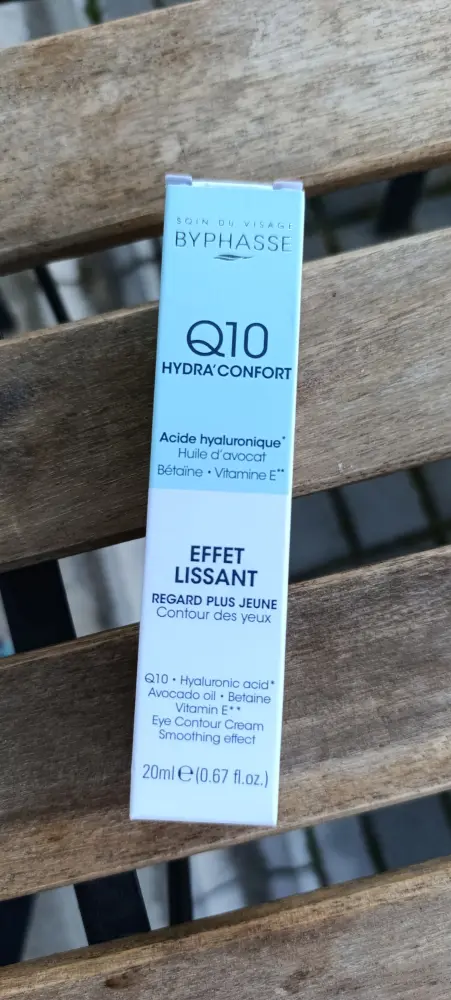 SOIN DU VISAGE
BYPHASSE
Q10
HYDRA'CONFORT
Acide hyaluronique*
Huile d'avocat
Bétaïne • Vitamine E**
EFFET
LISSANT
REGARD PLUS JEUNE
Contour des yeux
Q10 • Hyaluronic acid*
Avocado oil • Betaine
Vitamin E**
Eye Contour Cream
Smoothing effect
20ml ℮ (0.67 fl.oz.)